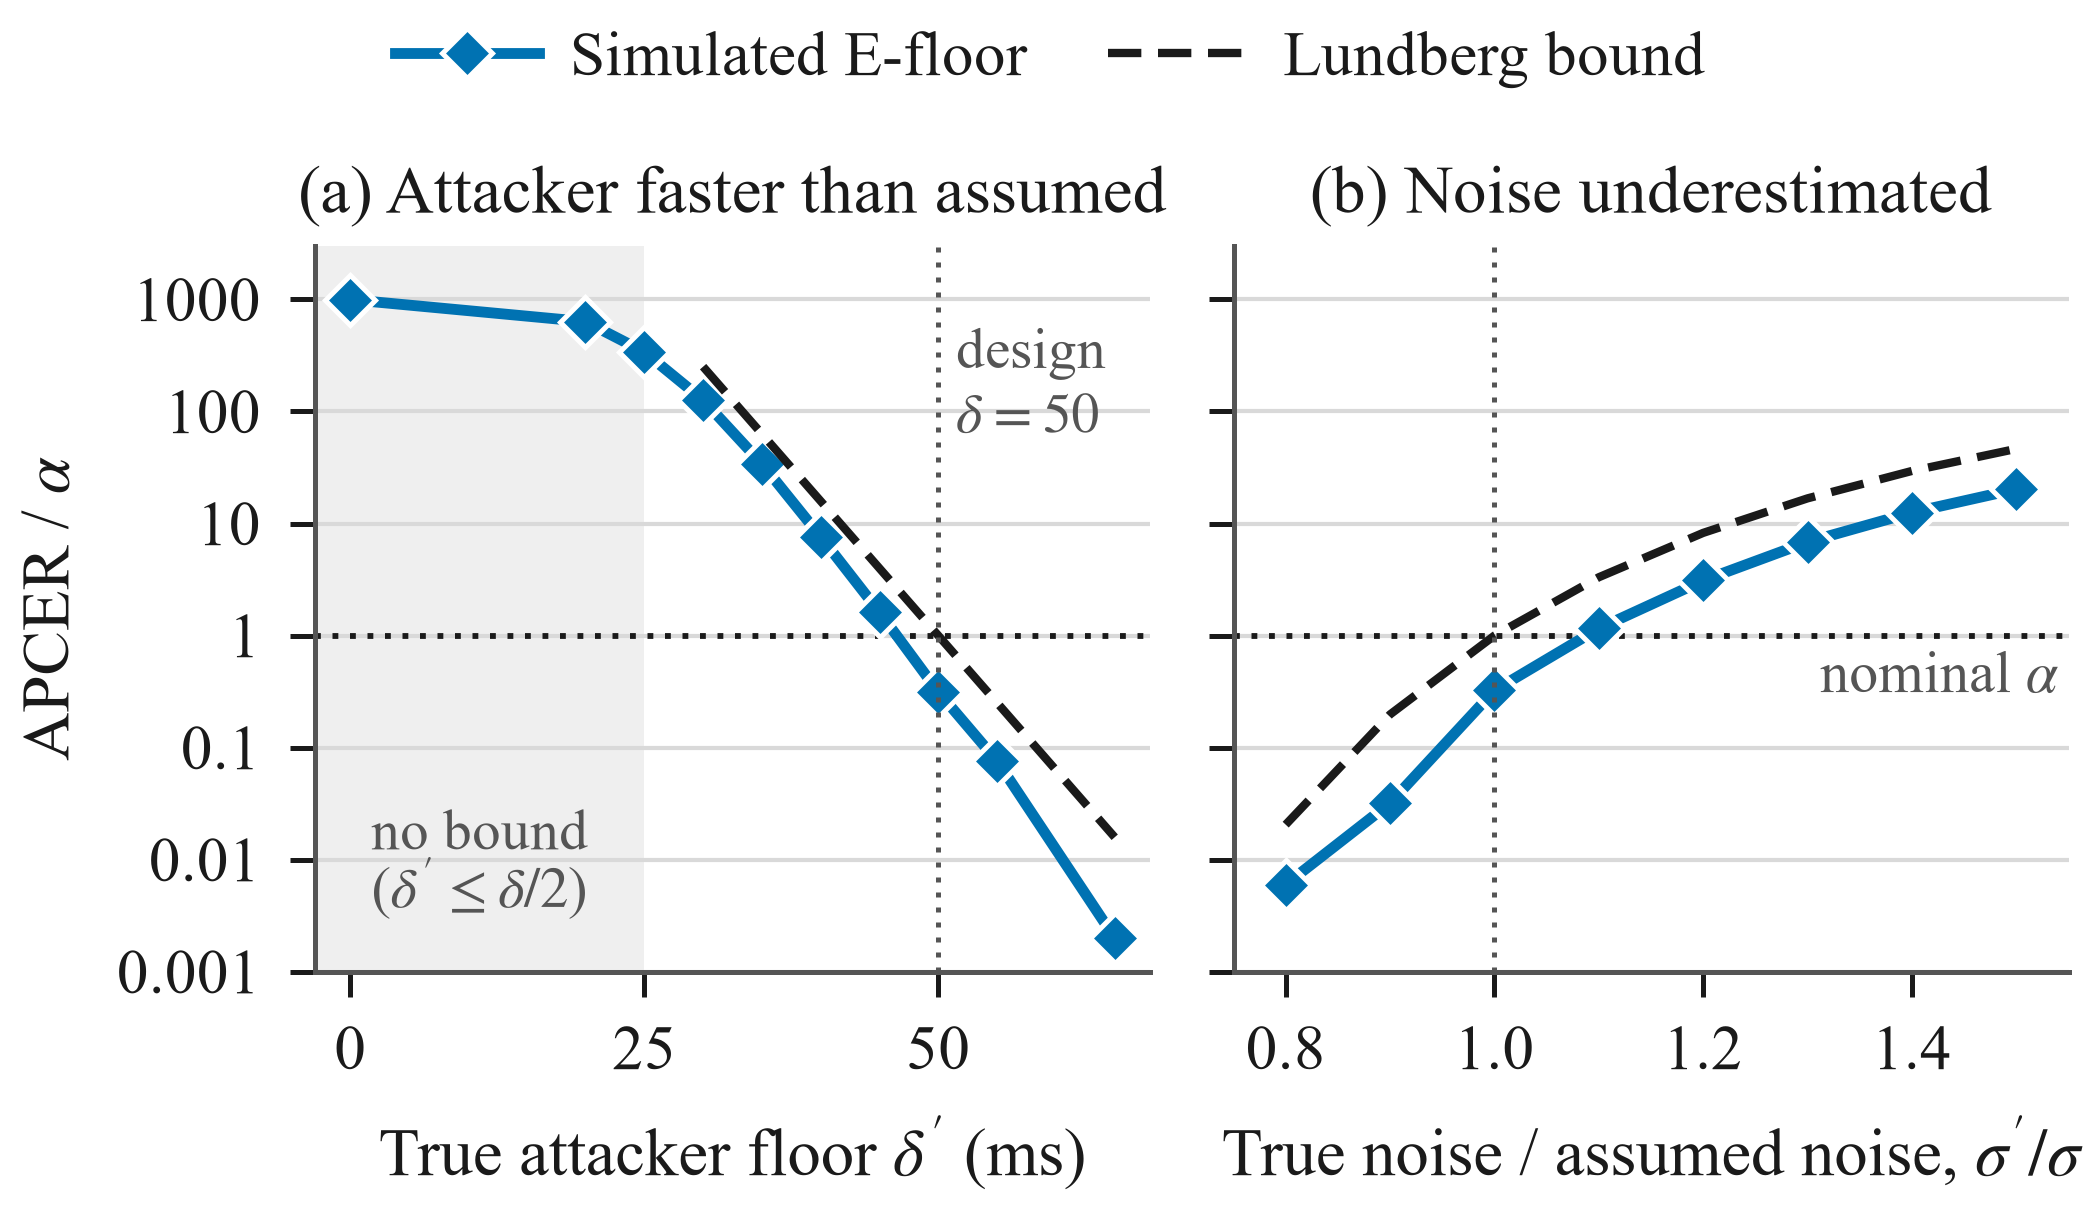 Simulated E-floor
Lundberg bound
(a) Attacker faster than assumed
(b) Noise underestimated
APCER / α
1000
100
10
1
0.1
0.01
0.001
design
δ = 50
no bound
(δ′ ≤ δ/2)
nominal α
0
25
50
0.8
1.0
1.2
1.4
True attacker floor δ′ (ms)
True noise / assumed noise, σ′/σ